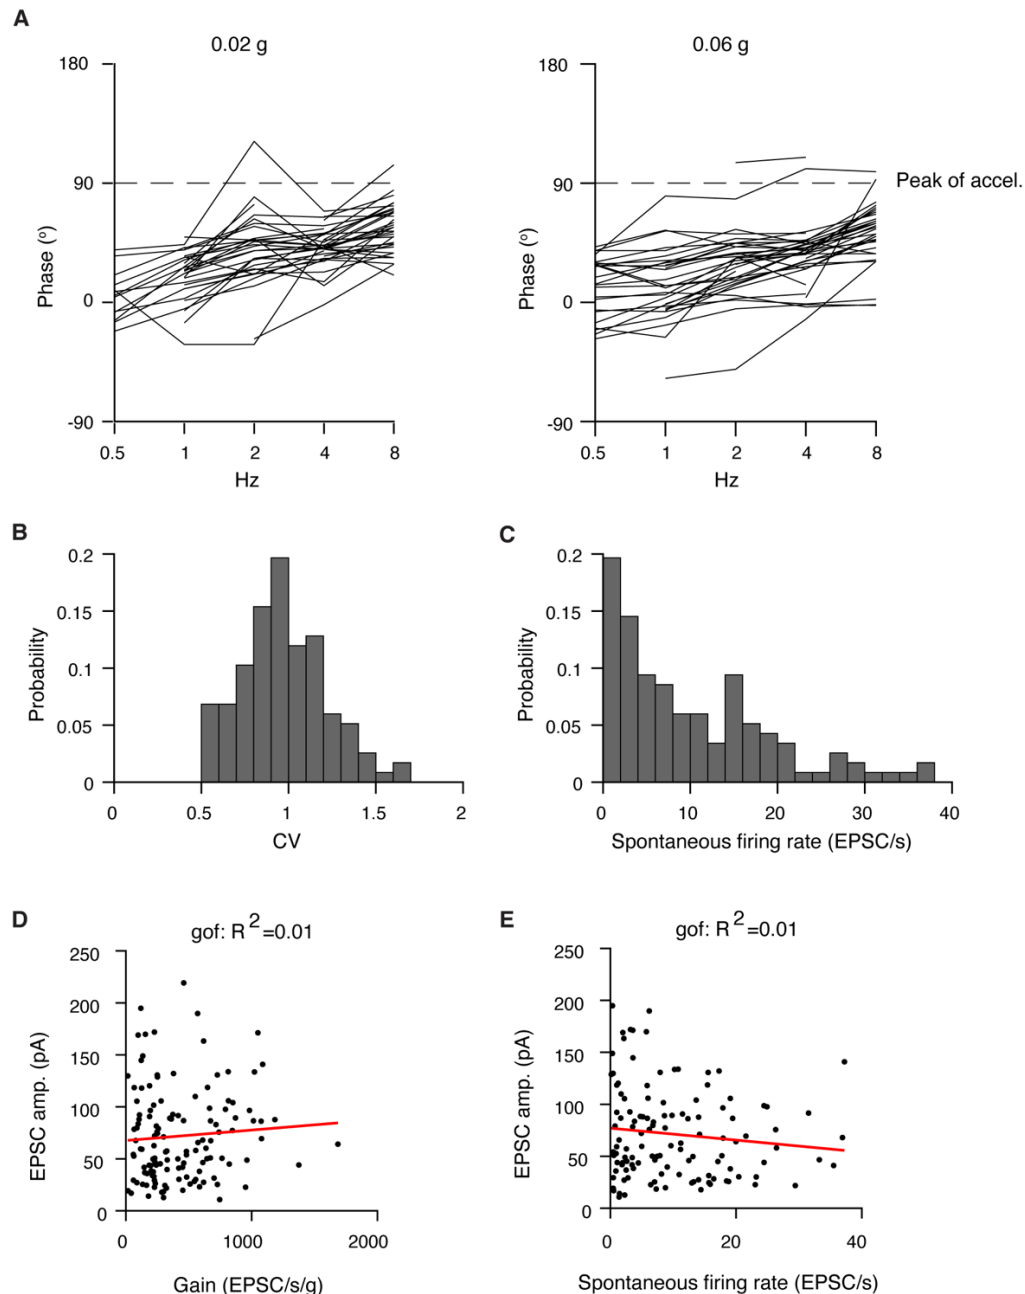 A
0.02 g
0.06 g
180
90
0
-90
Phase (°)
0.5 1 2 4 8
Hz
180
90
0
-90
Phase (°)
0.5 1 2 4 8
Hz
Peak of accel.
B
0.2
0.15
0.1
0.05
0
Probability
0 0.5 1 1.5 2
CV
C
0.2
0.15
0.1
0.05
0
Probability
0 10 20 30 40
Spontaneous firing rate (EPSC/s)
D
gof: R²=0.01
250
200
150
100
50
0
EPSC amp. (pA)
0 1000 2000
Gain (EPSC/s/g)
E
gof: R²=0.01
250
200
150
100
50
0
EPSC amp. (pA)
0 20 40
Spontaneous firing rate (EPSC/s)